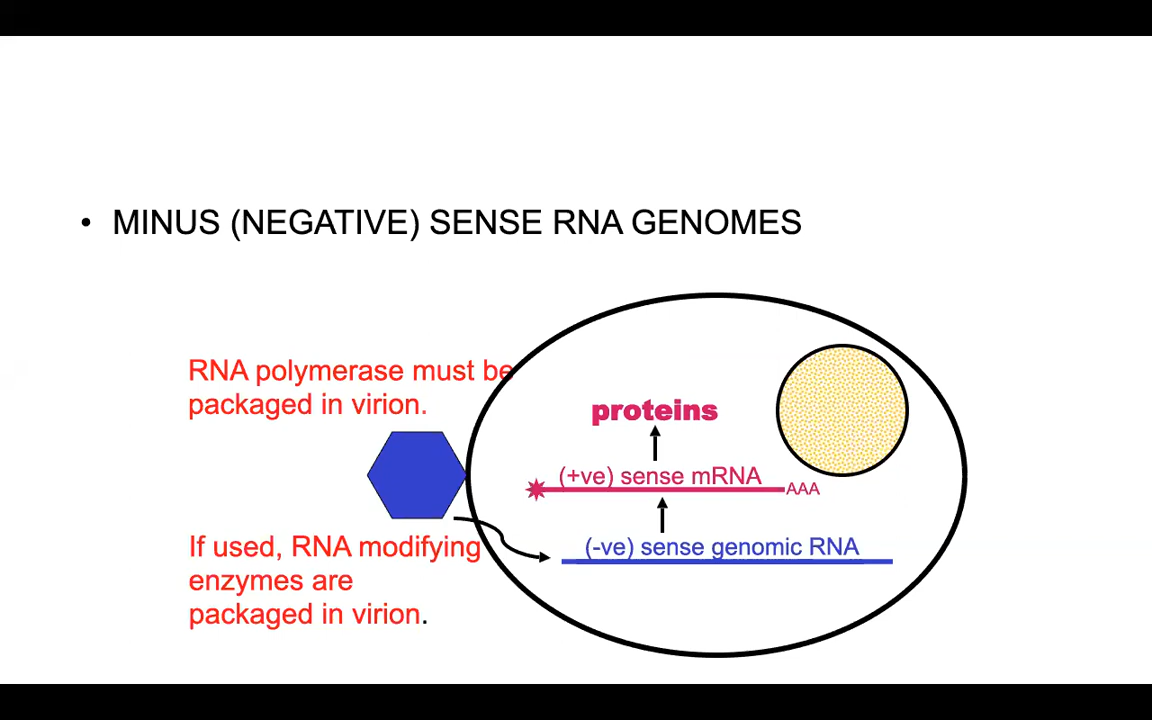 • MINUS (NEGATIVE) SENSE RNA GENOMES
RNA polymerase must be
packaged in virion.
proteins
(+ve) sense mRNA
AAA
If used, RNA modifying
enzymes are
packaged in virion.
(-ve) sense genomic RNA